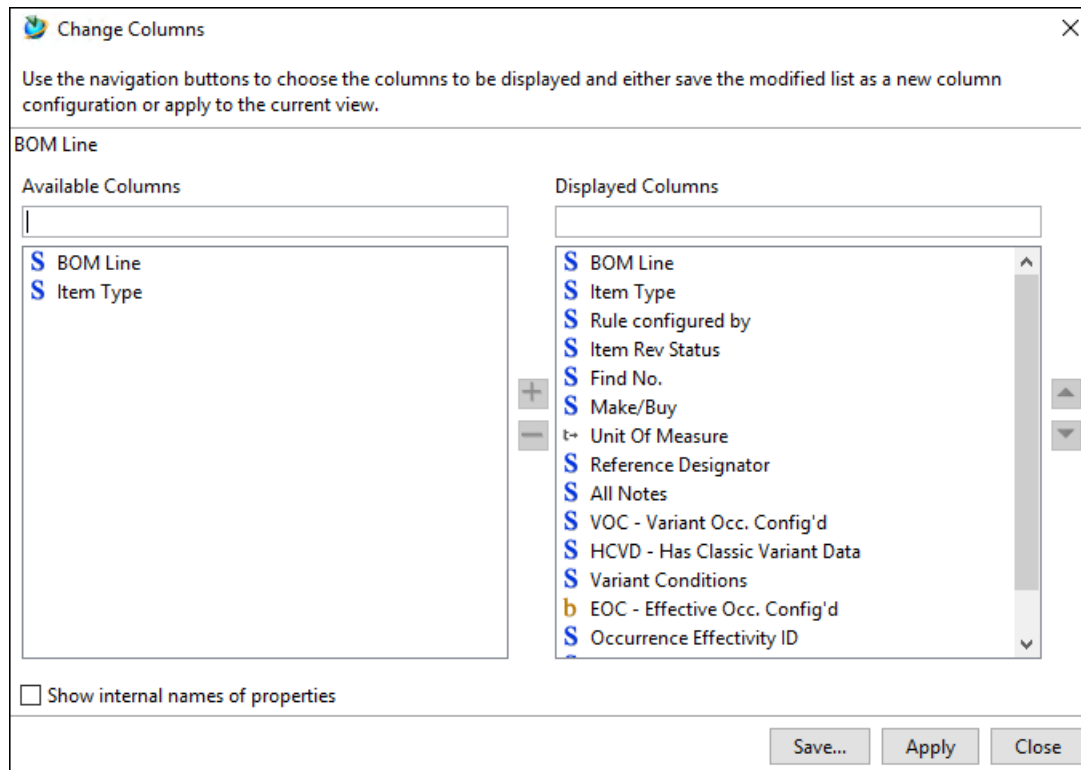 Change Columns
Use the navigation buttons to choose the columns to be displayed and either save the modified list as a new column
configuration or apply to the current view.
BOM Line
Available Columns
S BOM Line
S Item Type
Displayed Columns
S BOM Line
S Item Type
S Rule configured by
S Item Rev Status
S Find No.
S Make/Buy
t→ Unit Of Measure
S Reference Designator
S All Notes
S VOC - Variant Occ. Config'd
S HCVD - Has Classic Variant Data
S Variant Conditions
b EOC - Effective Occ. Config'd
S Occurrence Effectivity ID
Show internal names of properties
Save...
Apply
Close